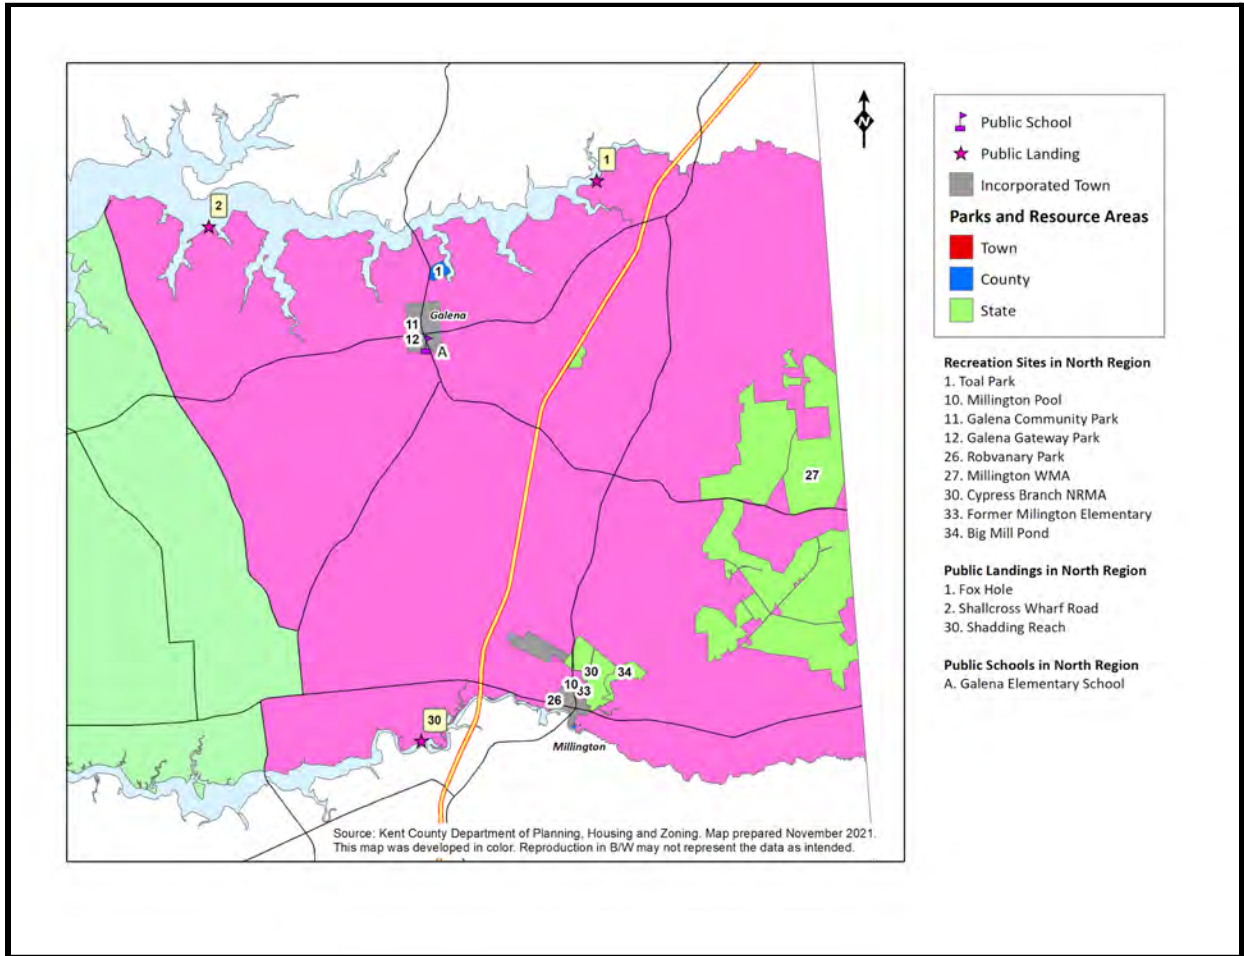 N
1
2
1
Galena
11
12
A
27
30
34
10
33
26
30
Millington
Source: Kent County Department of Planning, Housing and Zoning. Map prepared November 2021.
This map was developed in color. Reproduction in B/W may not represent the data as intended.
Public School
Public Landing
Incorporated Town
Parks and Resource Areas
Town
County
State
Recreation Sites in North Region
1. Toal Park
10. Millington Pool
11. Galena Community Park
12. Galena Gateway Park
26. Robvanary Park
27. Millington WMA
30. Cypress Branch NRMA
33. Former Milington Elementary
34. Big Mill Pond
Public Landings in North Region
1. Fox Hole
2. Shallcross Wharf Road
30. Shadding Reach
Public Schools in North Region
A. Galena Elementary School